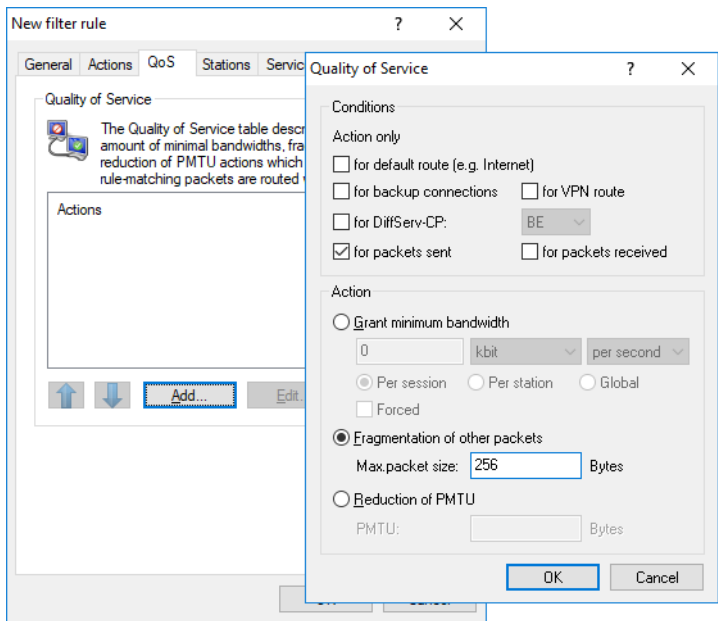 New filter rule ? ×
General Actions QoS Stations Servic
Quality of Service
The Quality of Service table descr
amount of minimal bandwidths, fra
reduction of PMTU actions which
rule-matching packets are routed
Actions
Add...
Edit.
Quality of Service ? ×
Conditions
Action only
for default route (e.g. Internet)
for backup connections for VPN route
for DiffServ-CP: BE
for packets sent for packets received
Action
Grant minimum bandwidth
0 kbit per second
Per session Per station Global
Forced
Fragmentation of other packets
Max.packet size: 256 Bytes
Reduction of PMTU
PMTU: Bytes
OK Cancel